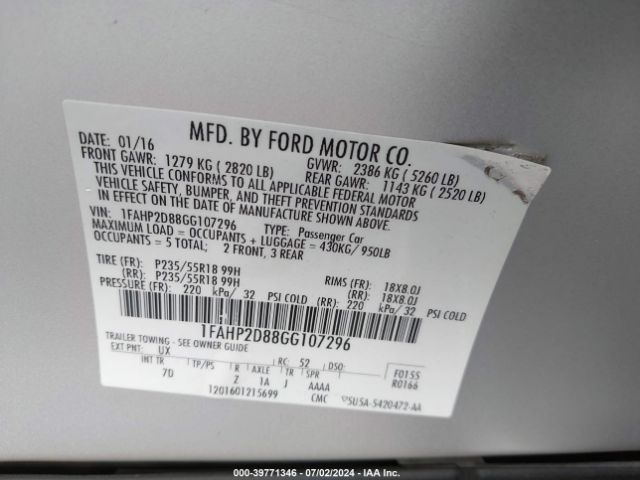 MFD. BY FORD MOTOR CO.
DATE: 01/16 GVWR: 2386 KG ( 5260 LB)
FRONT GAWR: 1279 KG ( 2820 LB) REAR GAWR: 1143 KG ( 2520 LB)
THIS VEHICLE CONFORMS TO ALL APPLICABLE FEDERAL MOTOR
VEHICLE SAFETY, BUMPER, AND THEFT PREVENTION STANDARDS
IN EFFECT ON THE DATE OF MANUFACTURE SHOWN ABOVE.
VIN: 1FAHP2D88GG107296 TYPE: Passenger Car
MAXIMUM LOAD = OCCUPANTS + LUGGAGE = 430KG/ 950LB
OCCUPANTS = 5 TOTAL; 2 FRONT, 3 REAR
TIRE (FR): P235/55R18 99H RIMS (FR): 18X8.0J
(RR): P235/55R18 99H (RR): 18X8.0J
PRESSURE (FR): 220 kPa/ 32 PSI COLD (RR): 220 kPa/ 32 PSI COLD
1FAHP2D88GG107296
TRAILER TOWING - SEE OWNER GUIDE
EXT PNT: UX RC: 52 DSO: F0155
INT TR TP/PS R AXLE TR SPR R0166
7D Z 1A J AAAA
1201601215699 CMC 5U5A-5420472-AA
000-39771346 - 07/02/2024 - IAA Inc.